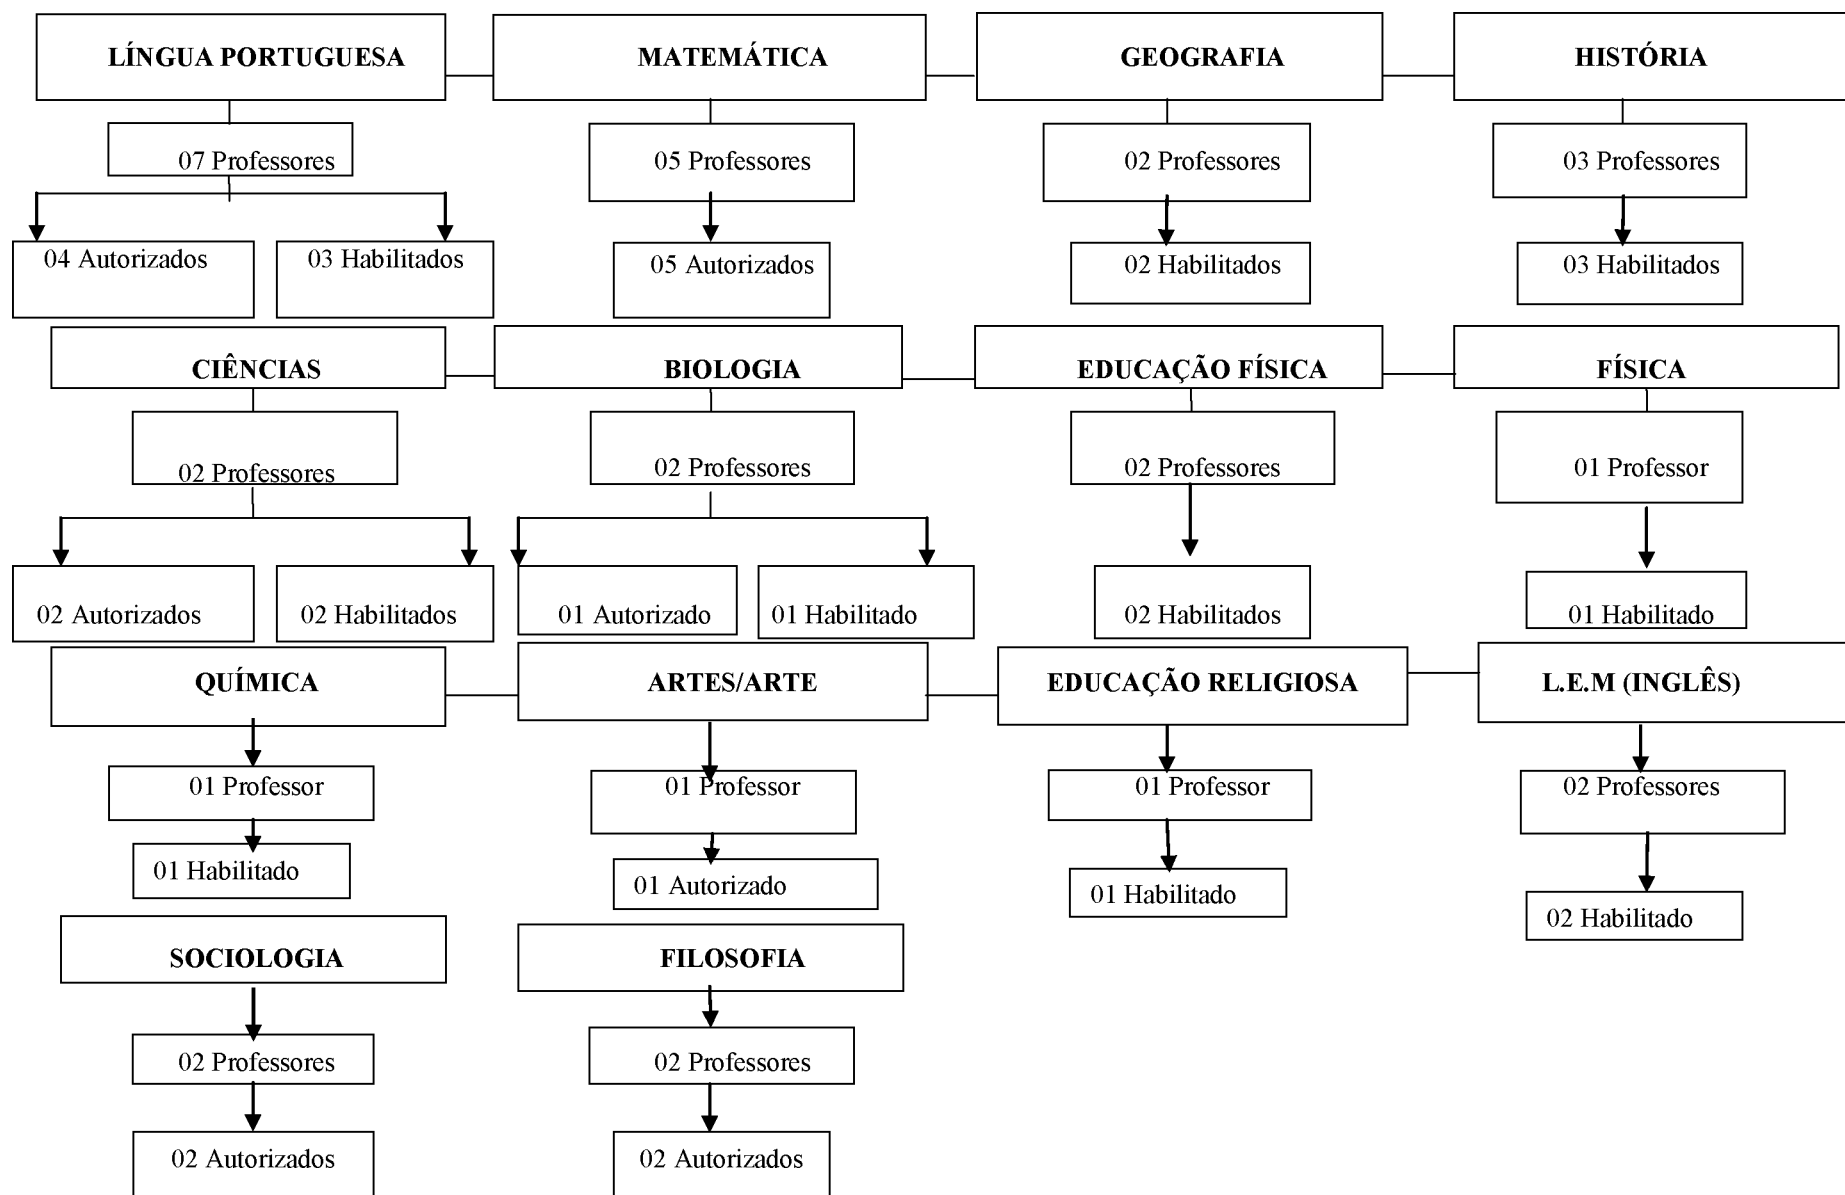 LÍNGUA PORTUGUESA
MATEMÁTICA
GEOGRAFIA
HISTÓRIA
07 Professores
05 Professores
02 Professores
03 Professores
04 Autorizados
03 Habilitados
05 Autorizados
02 Habilitados
03 Habilitados
CIÊNCIAS
BIOLOGIA
EDUCAÇÃO FÍSICA
FÍSICA
02 Professores
02 Professores
02 Professores
01 Professor
02 Autorizados
02 Habilitados
01 Autorizado
01 Habilitado
02 Habilitados
01 Habilitado
QUÍMICA
ARTES/ARTE
EDUCAÇÃO RELIGIOSA
L.E.M (INGLÊS)
01 Professor
01 Professor
01 Professor
02 Professores
01 Habilitado
01 Autorizado
01 Habilitado
02 Habilitado
SOCIOLOGIA
FILOSOFIA
02 Professores
02 Professores
02 Autorizados
02 Autorizados